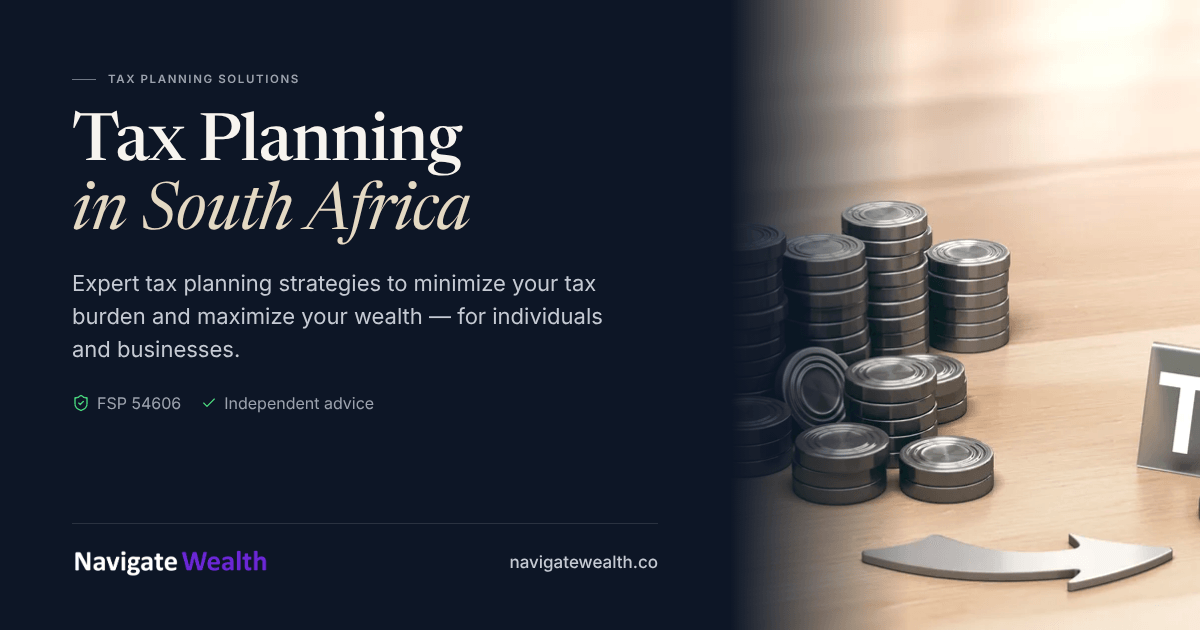 TAX PLANNING SOLUTIONS
Tax Planning
in South Africa
Expert tax planning strategies to minimize your tax
burden and maximize your wealth — for individuals
and businesses.
FSP 54606 Independent advice
Navigate Wealth navigatewealth.co
T